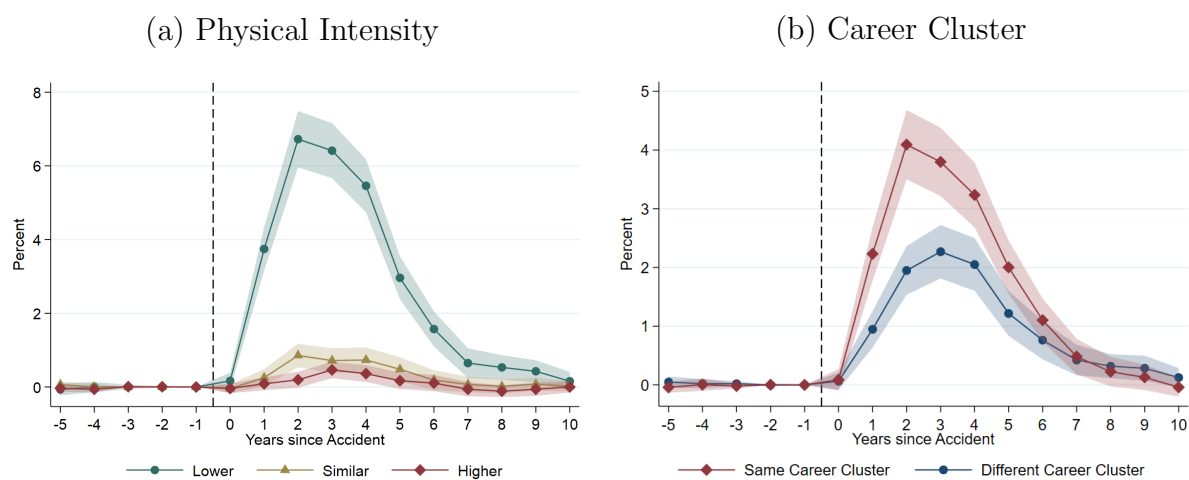 (a) Physical Intensity
8
6
4
2
0
Percent
-5 -4 -3 -2 -1 0 1 2 3 4 5 6 7 8 9 10
Years since Accident
Lower Similar Higher
(b) Career Cluster
5
4
3
2
1
0
Percent
-5 -4 -3 -2 -1 0 1 2 3 4 5 6 7 8 9 10
Years since Accident
Same Career Cluster Different Career Cluster